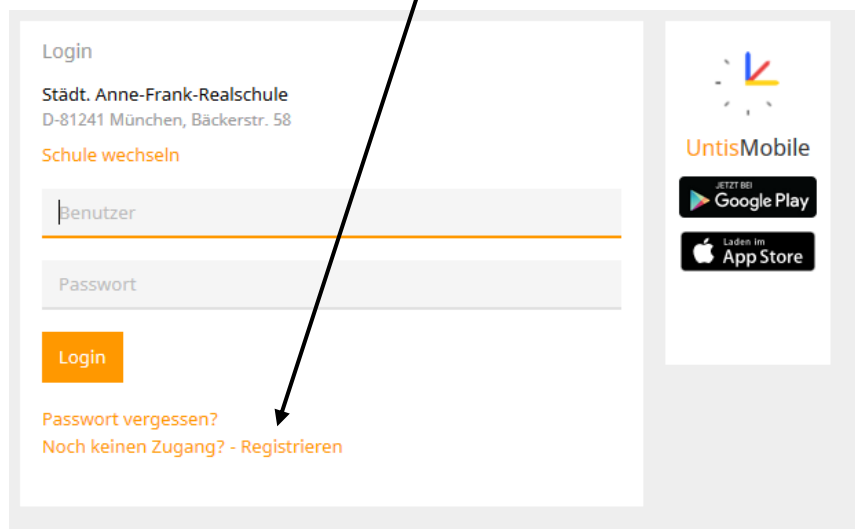 Login
Städt. Anne-Frank-Realschule
D-81241 München, Bäckerstr. 58
Schule wechseln
Benutzer
Passwort
Login
Passwort vergessen?
Noch keinen Zugang? - Registrieren
UntisMobile
JETZT BEI
Google Play
Laden im
App Store